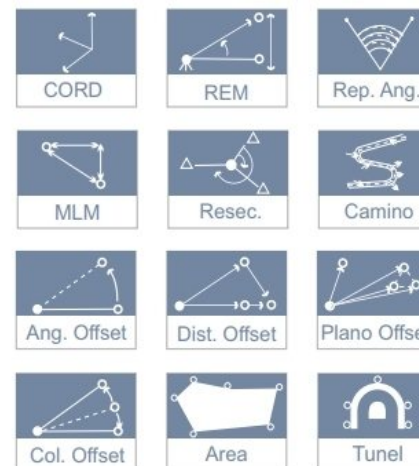 CORD
REM
Rep. Ang.
MLM
Resec.
Camino
Ang. Offset
Dist. Offset
Plano Offse
Col. Offset
Area
Tunel